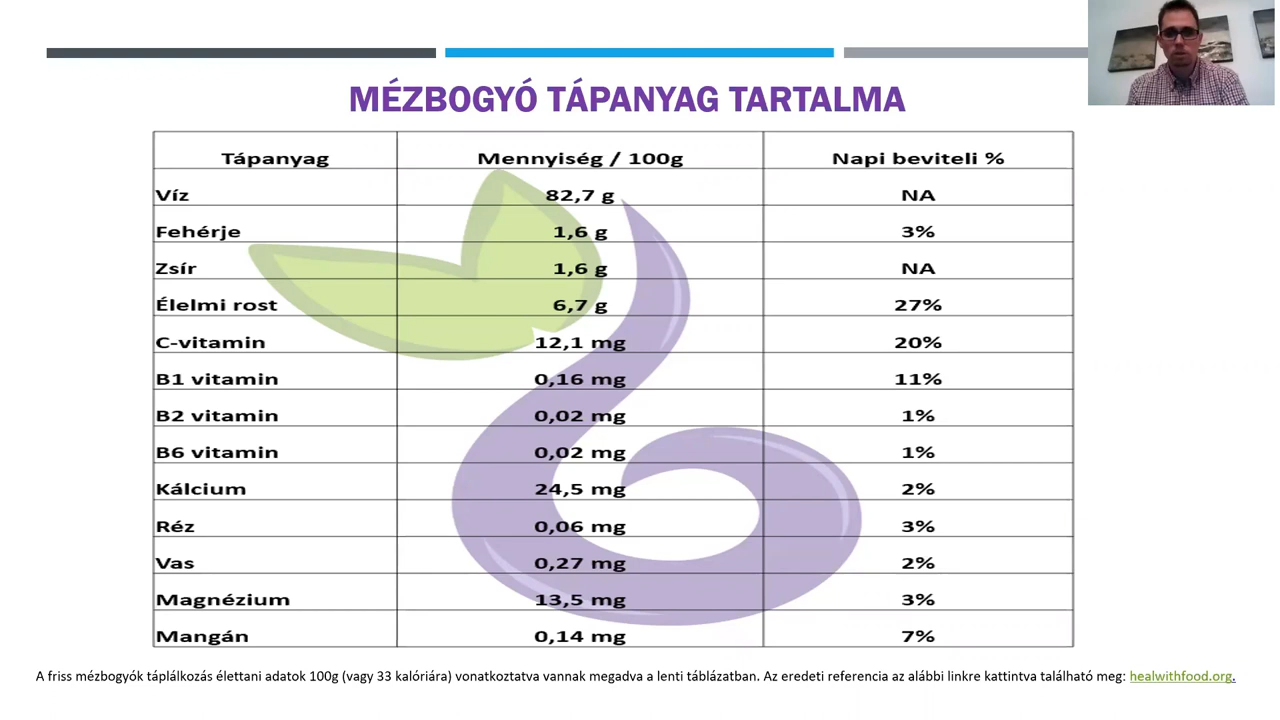 MÉZBOGYÓ TÁPANYAG TARTALMA
Tápanyag Mennyiség / 100g Napi beviteli %
Víz 82,7 g NA
Fehérje 1,6 g 3%
Zsír 1,6 g NA
Élelmi rost 6,7 g 27%
C-vitamin 12,1 mg 20%
B1 vitamin 0,16 mg 11%
B2 vitamin 0,02 mg 1%
B6 vitamin 0,02 mg 1%
Kálcium 24,5 mg 2%
Réz 0,06 mg 3%
Vas 0,27 mg 2%
Magnézium 13,5 mg 3%
Mangán 0,14 mg 7%
A friss mézbogyók táplálkozás élettani adatok 100g (vagy 33 kalóriára) vonatkoztatva vannak megadva a lenti táblázatban. Az eredeti referencia az alábbi linkre kattintva található meg: healwithfood.org.